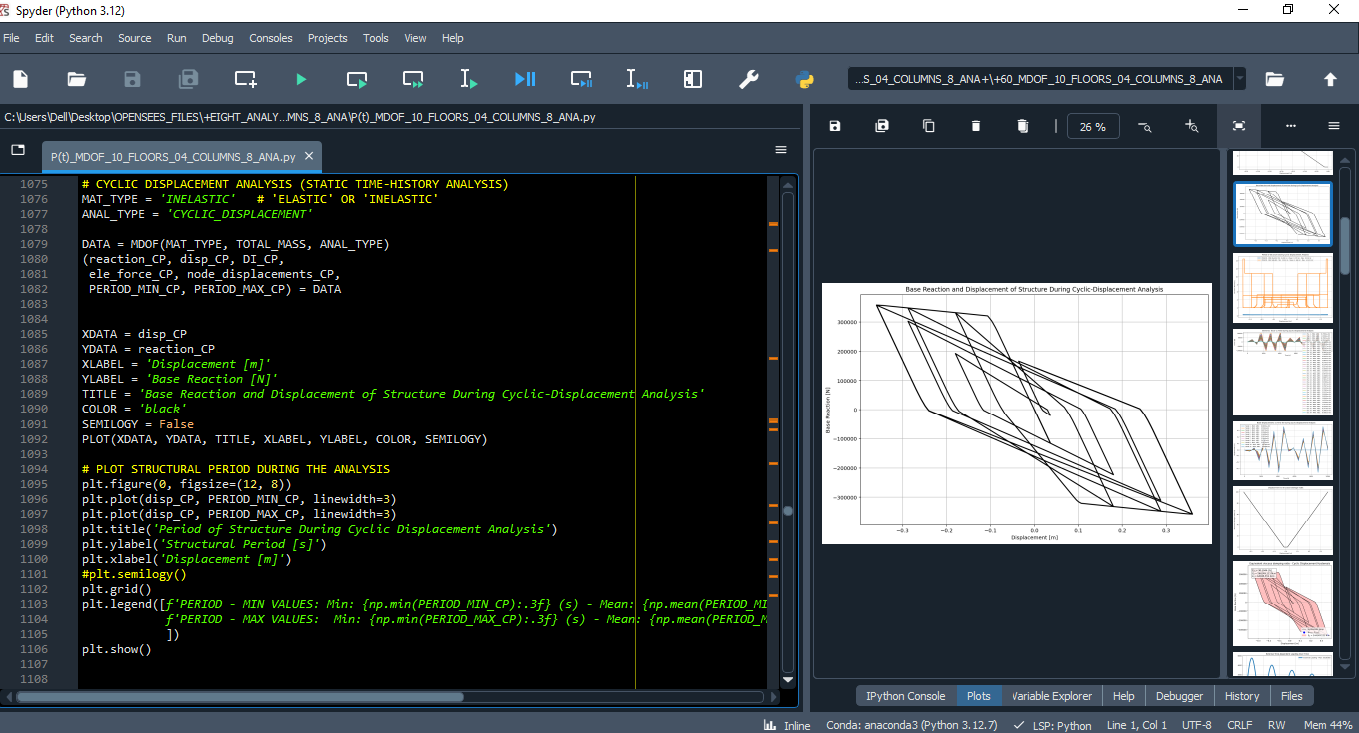 Spyder (Python 3.12)
File Edit Search Source Run Debug Consoles Projects Tools View Help
...S_04_COLUMNS_8_ANA+\+60_MDOF_10_FLOORS_04_COLUMNS_8_ANA
C:\Users\Dell\Desktop\OPENSEES_FILES\+EIGHT_ANALY...MNS_8_ANA\P(t)_MDOF_10_FLOORS_04_COLUMNS_8_ANA.py
26 %
P(t)_MDOF_10_FLOORS_04_COLUMNS_8_ANA.py
1075 # CYCLIC DISPLACEMENT ANALYSIS (STATIC TIME-HISTORY ANALYSIS)
1076 MAT_TYPE = 'INELASTIC' # 'ELASTIC' OR 'INELASTIC'
1077 ANAL_TYPE = 'CYCLIC_DISPLACEMENT'
1078
1079 DATA = MDOF(MAT_TYPE, TOTAL_MASS, ANAL_TYPE)
1080 (reaction_CP, disp_CP, DI_CP,
1081 ele_force_CP, node_displacements_CP,
1082 PERIOD_MIN_CP, PERIOD_MAX_CP) = DATA
1083
1084
1085 XDATA = disp_CP
1086 YDATA = reaction_CP
1087 XLABEL = 'Displacement [m]'
1088 YLABEL = 'Base Reaction [N]'
1089 TITLE = 'Base Reaction and Displacement of Structure During Cyclic-Displacement Analysis'
1090 COLOR = 'black'
1091 SEMILOGY = False
1092 PLOT(XDATA, YDATA, TITLE, XLABEL, YLABEL, COLOR, SEMILOGY)
1093
1094 # PLOT STRUCTURAL PERIOD DURING THE ANALYSIS
1095 plt.figure(0, figsize=(12, 8))
1096 plt.plot(disp_CP, PERIOD_MIN_CP, linewidth=3)
1097 plt.plot(disp_CP, PERIOD_MAX_CP, linewidth=3)
1098 plt.title('Period of Structure During Cyclic Displacement Analysis')
1099 plt.ylabel('Structural Period [s]')
1100 plt.xlabel('Displacement [m]')
1101 #plt.semilogy()
1102 plt.grid()
1103 plt.legend([f'PERIOD - MIN VALUES: Min: {np.min(PERIOD_MIN_CP):.3f} (s) - Mean: {np.mean(PERIOD_MI
1104 f'PERIOD - MAX VALUES:  Min: {np.min(PERIOD_MAX_CP):.3f} (s) - Mean: {np.mean(PERIOD_M
1105 ])
1106 plt.show()
1107
1108
Base Reaction and Displacement of Structure During Cyclic-Displacement Analysis
300000
200000
100000
0
−100000
−200000
−300000
Base Reaction [N]
−0.3 −0.2 −0.1 0.0 0.1 0.2 0.3
Displacement [m]
IPython Console Plots Variable Explorer Help Debugger History Files
Inline Conda: anaconda3 (Python 3.12.7) LSP: Python Line 1, Col 1 UTF-8 CRLF RW Mem 44%